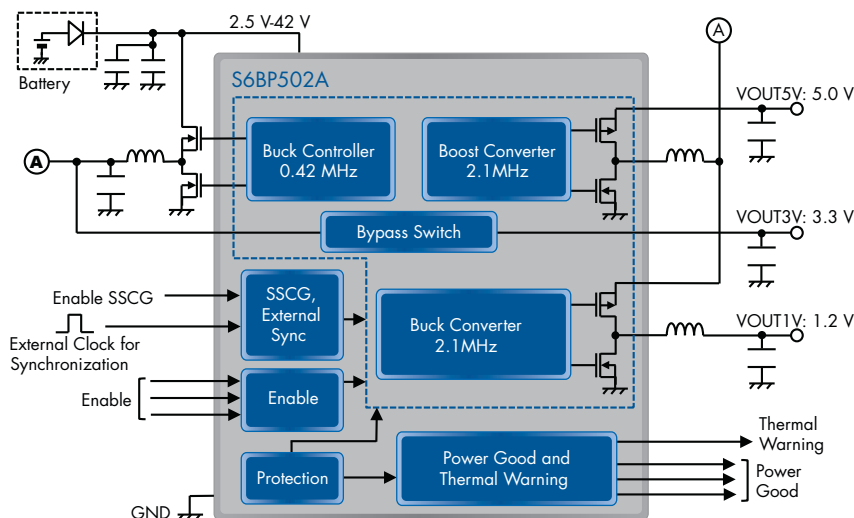 2.5 V-42 V
A
Battery
S6BP502A
VOUT5V: 5.0 V
Buck Controller
0.42 MHz
Boost Converter
2.1MHz
A
VOUT3V: 3.3 V
Bypass Switch
Enable SSCG
SSCG,
External
Sync
External Clock for
Synchronization
Buck Converter
2.1MHz
VOUT1V: 1.2 V
Enable
Enable
Thermal
Warning
Protection
Power Good and
Thermal Warning
Power
Good
GND